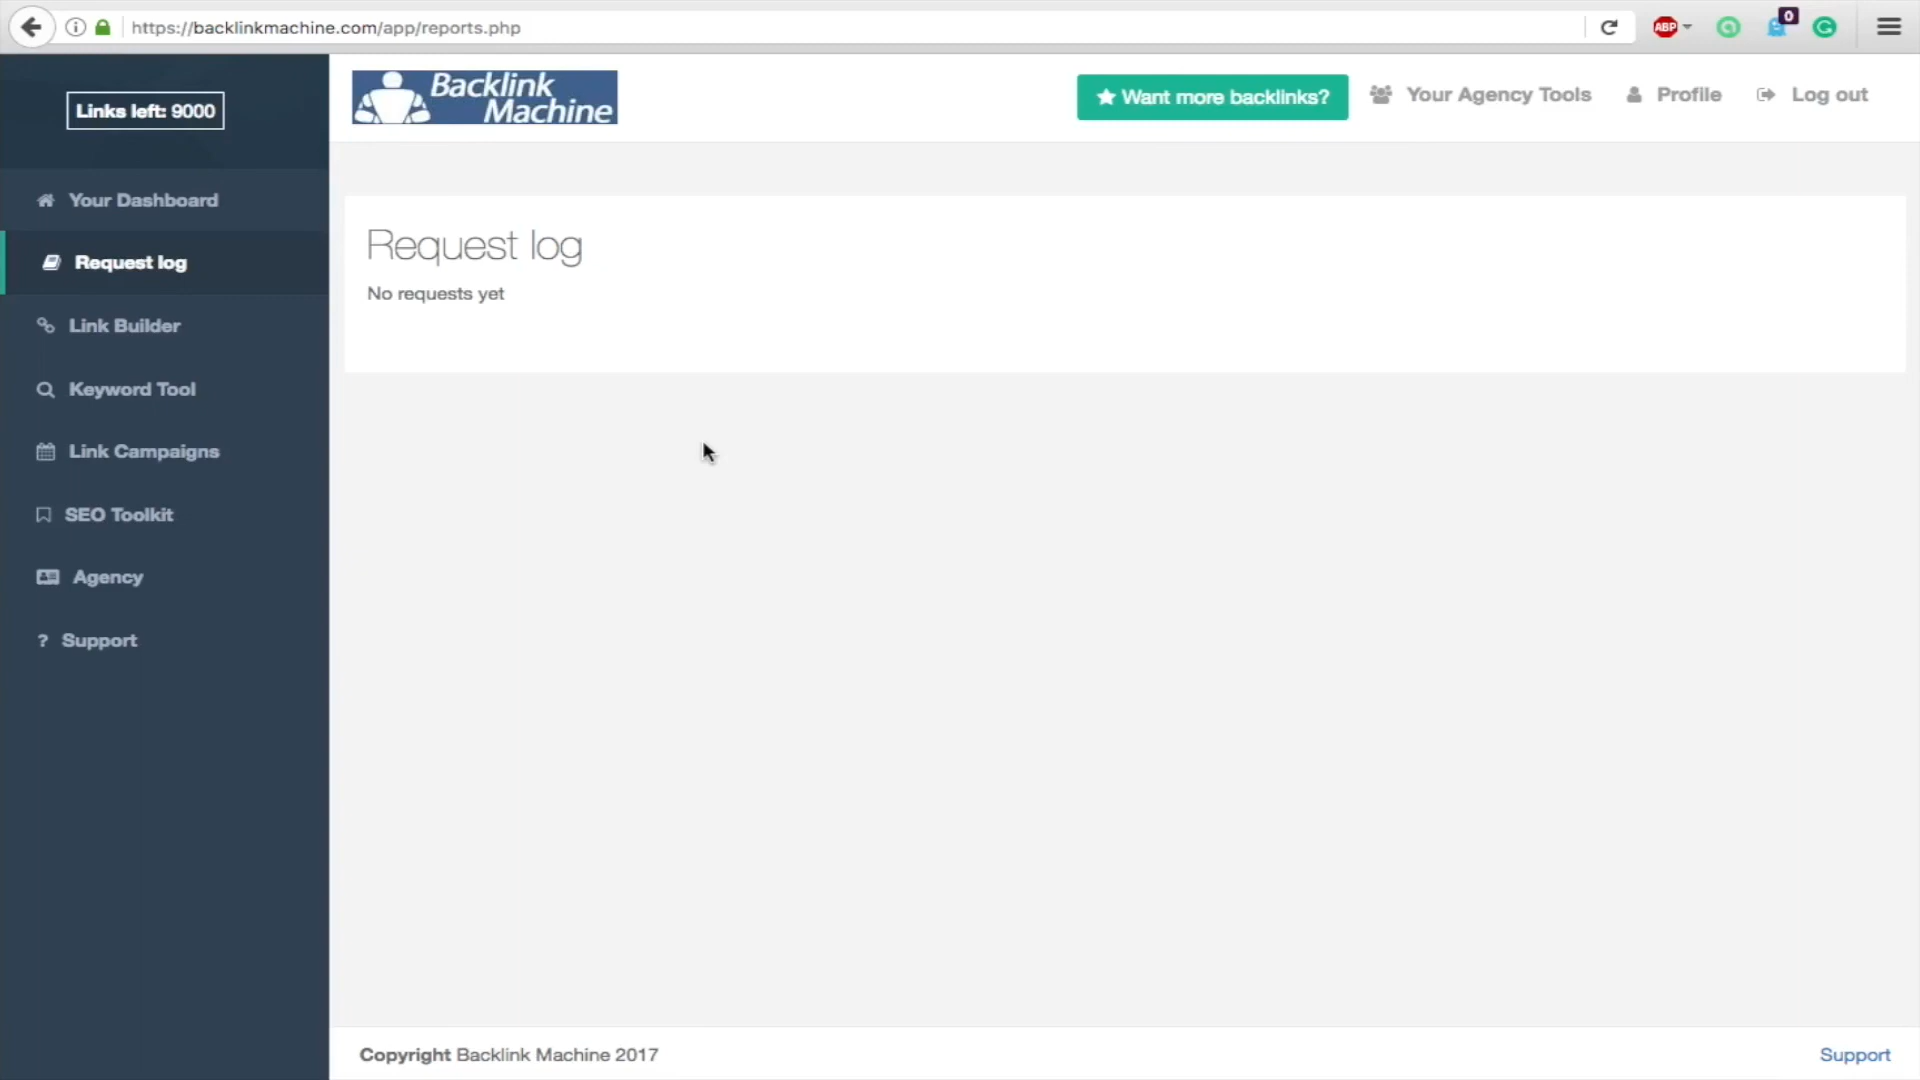 https://backlinkmachine.com/app/reports.php
ABP
0
Links left: 9000
Backlink
Machine
Want more backlinks?
Your Agency Tools
Profile
Log out
Your Dashboard
Request log
Link Builder
Keyword Tool
Link Campaigns
SEO Toolkit
Agency
? Support
Request log
No requests yet
Copyright Backlink Machine 2017
Support